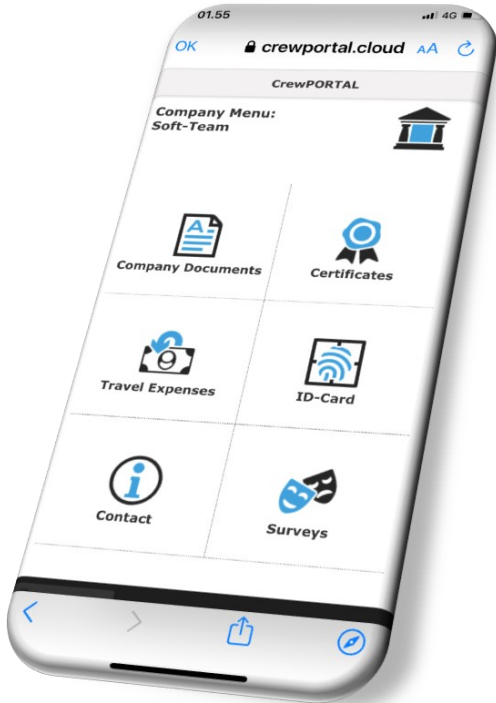 01.55
4G
OK
crewportal.cloud
AA
CrewPORTAL
Company Menu:
Soft-Team
A
Company Documents
Certificates
Travel Expenses
ID-Card
i
Contact
Surveys